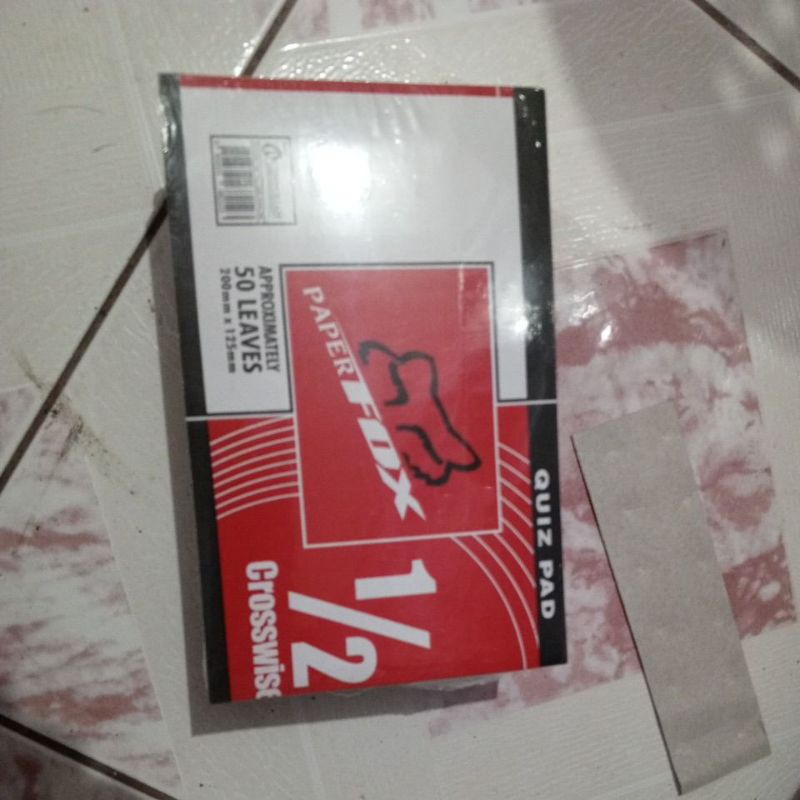 QUIZ PAD
PAPER FOX
APPROXIMATELY
50 LEAVES
200mm x 125mm
1/2
Crosswise